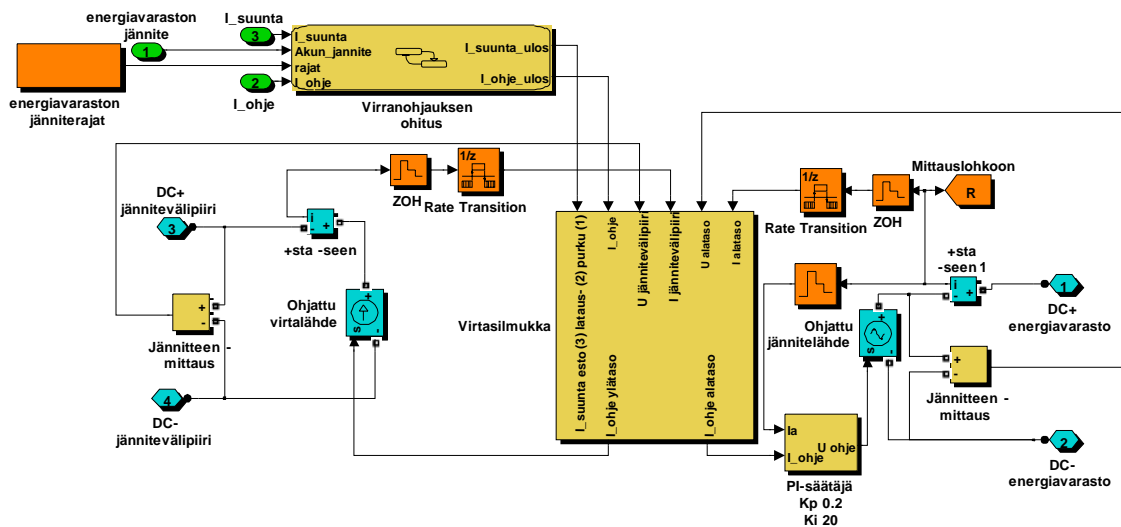 energiavaraston
jännite
1
I_suunta
3
2
I_ohje
energiavaraston
jänniterajat
I_suunta
Akun_jannite
rajat
I_ohje
I_suunta_ulos
I_ohje_ulos
Virranohjauksen
ohitus
ZOH
1/z
Rate Transition
DC+
jännitevälipiiri
3
i
+
-
+sta -seen
+
-
Jännitteen -
mittaus
4
DC-
jännitevälipiiri
Ohjattu
virtalähde
s
+
-
Virtasilmukka
I_suunta esto (3) lataus- (2) purku (1)
I_ohje
U jännitevälipiiri
I jännitevälipiiri
U alataso
I alataso
I_ohje ylätaso
I_ohje alataso
1/z
Rate Transition
ZOH
Mittauslohkoon
R
+sta
-seen 1
i
+
-
1
DC+
energiavarasto
Ohjattu
jännitelähde
s
+
-
+
-
Jännitteen -
mittaus
2
DC-
energiavarasto
Ia
I_ohje
U ohje
PI-säätäjä
Kp 0.2
Ki 20